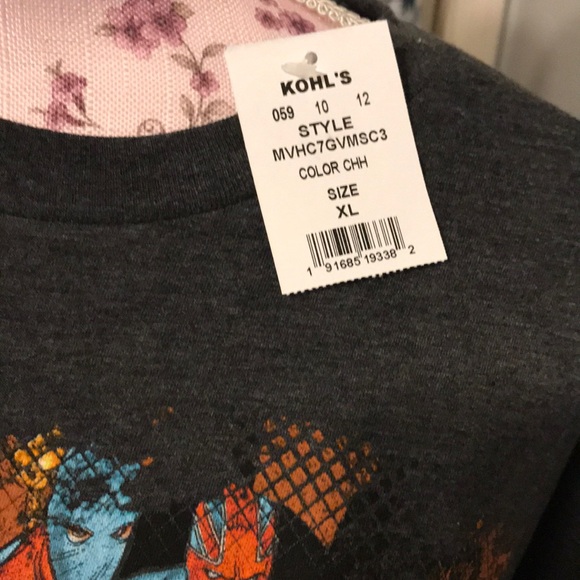 KOHL'S
059 10 12
STYLE
MVHC7GVMSC3
COLOR CHH
SIZE
XL
1 91685 19338 2